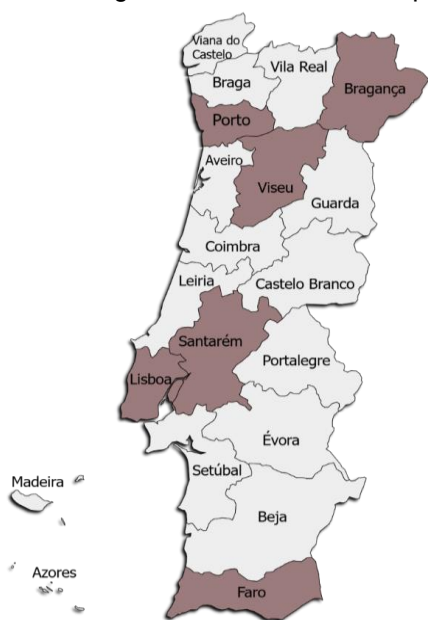 Viana do
Castelo
Vila Real
Bragança
Braga
Porto
Aveiro
Viseu
Guarda
Coimbra
Leiria
Castelo Branco
Santarém
Portalegre
Lisboa
Évora
Setúbal
Madeira
Beja
Azores
Faro